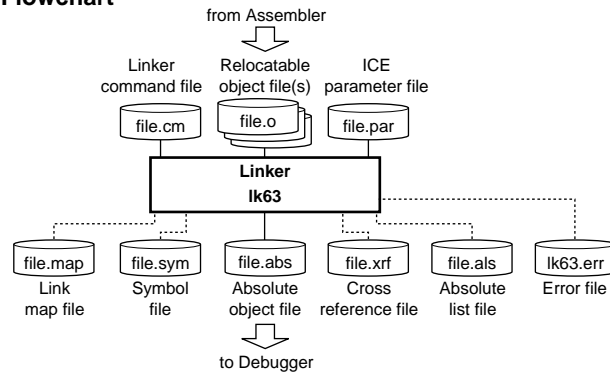 Flowchart
from Assembler
Linker
command file
Relocatable
object file(s)
ICE
parameter file
file.cm
file.o
file.par
Linker
lk63
file.map
file.sym
file.abs
file.xrf
file.als
lk63.err
Link
map file
Symbol
file
Absolute
object file
Cross
reference file
Absolute
list file
Error file
to Debugger